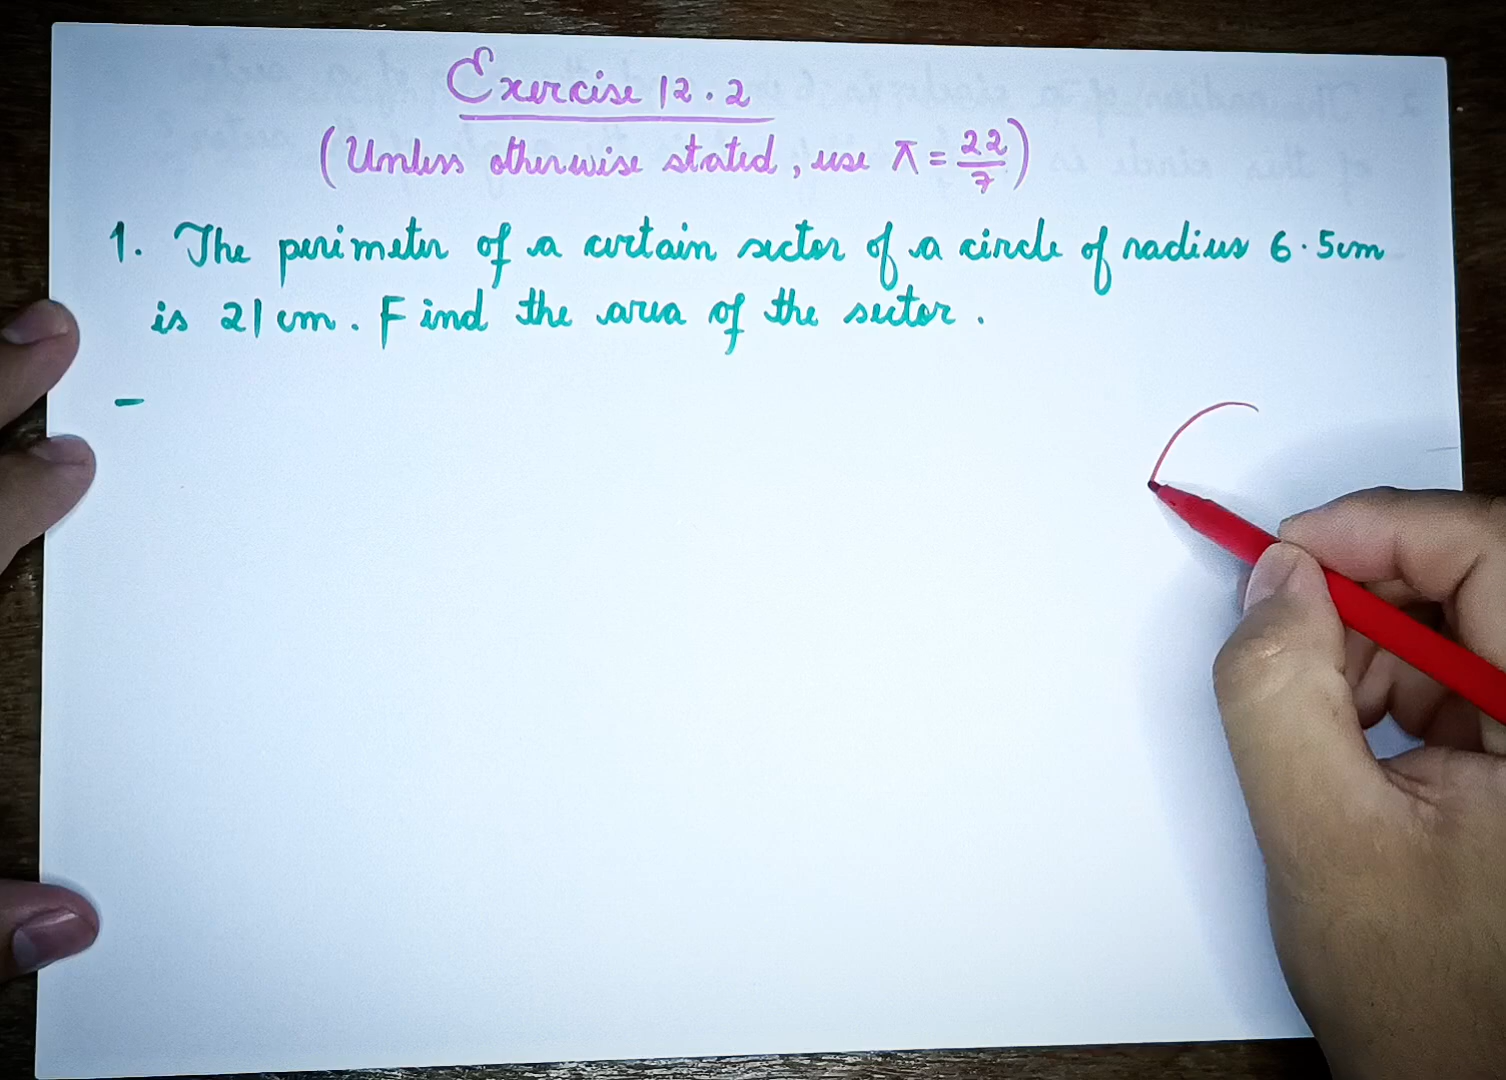 Exercise 12.2
(Unless otherwise stated, use π = 22/7)
1. The perimeter of a certain sector of a circle of radius 6.5cm
is 21 cm. Find the area of the sector.
-